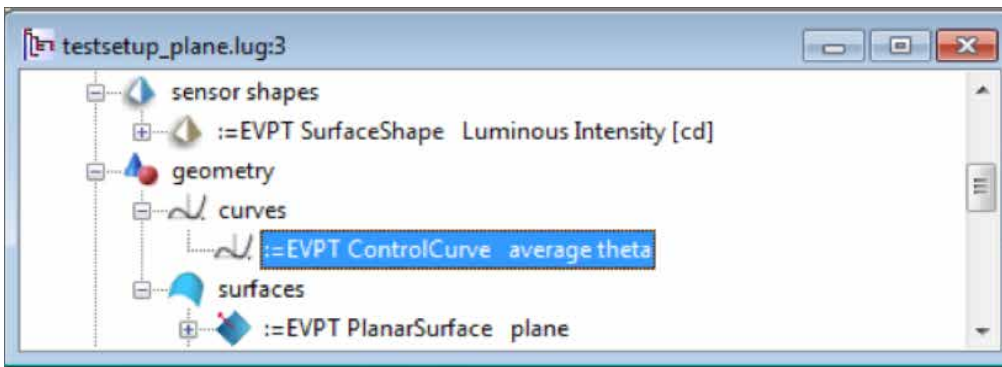 testsetup_plane.lug:3
sensor shapes
:=EVPT SurfaceShape Luminous Intensity [cd]
geometry
curves
:=EVPT ControlCurve average theta
surfaces
:=EVPT PlanarSurface plane